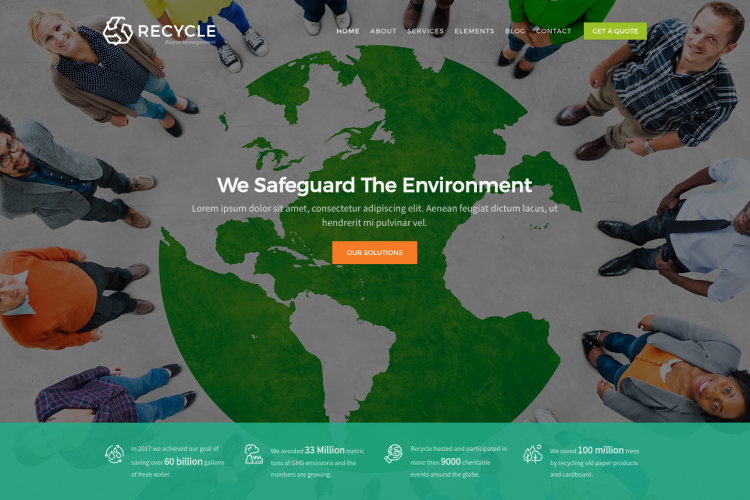 RECYCLE
Waste Management
HOME ABOUT SERVICES ELEMENTS BLOG CONTACT GET A QUOTE
We Safeguard The Environment
Lorem ipsum dolor sit amet, consectetur adipiscing elit. Aenean feugiat dictum lacus, ut
hendrerit mi pulvinar vel.
OUR SOLUTIONS
In 2017 we achieved our goal of
saving over 60 billion gallons
of fresh water.
We avoided 33 Million metric
tons of GHG emissions and the
numbers are growing.
Recycle hosted and participated in
more then 9000 cheritable
events around the globe.
We saved 100 million trees
by recycling old paper products
and cardboard.